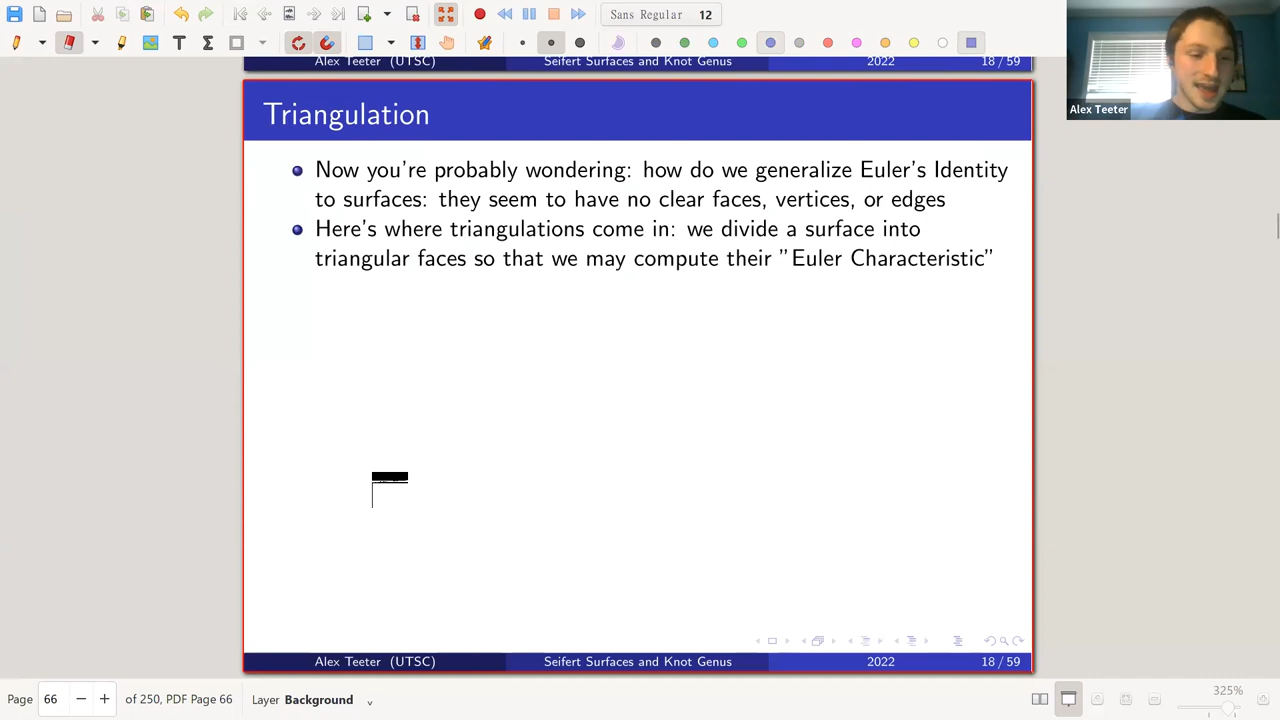 Sans Regular 12
Alex Teeter (UTSC) Seifert Surfaces and Knot Genus 2022 18 / 59
Alex Teeter
Triangulation
Now you're probably wondering: how do we generalize Euler's Identity
to surfaces: they seem to have no clear faces, vertices, or edges
Here's where triangulations come in: we divide a surface into
triangular faces so that we may compute their "Euler Characteristic"
Alex Teeter (UTSC) Seifert Surfaces and Knot Genus 2022 18 / 59
Page 66 of 250, PDF Page 66 Layer Background 325%